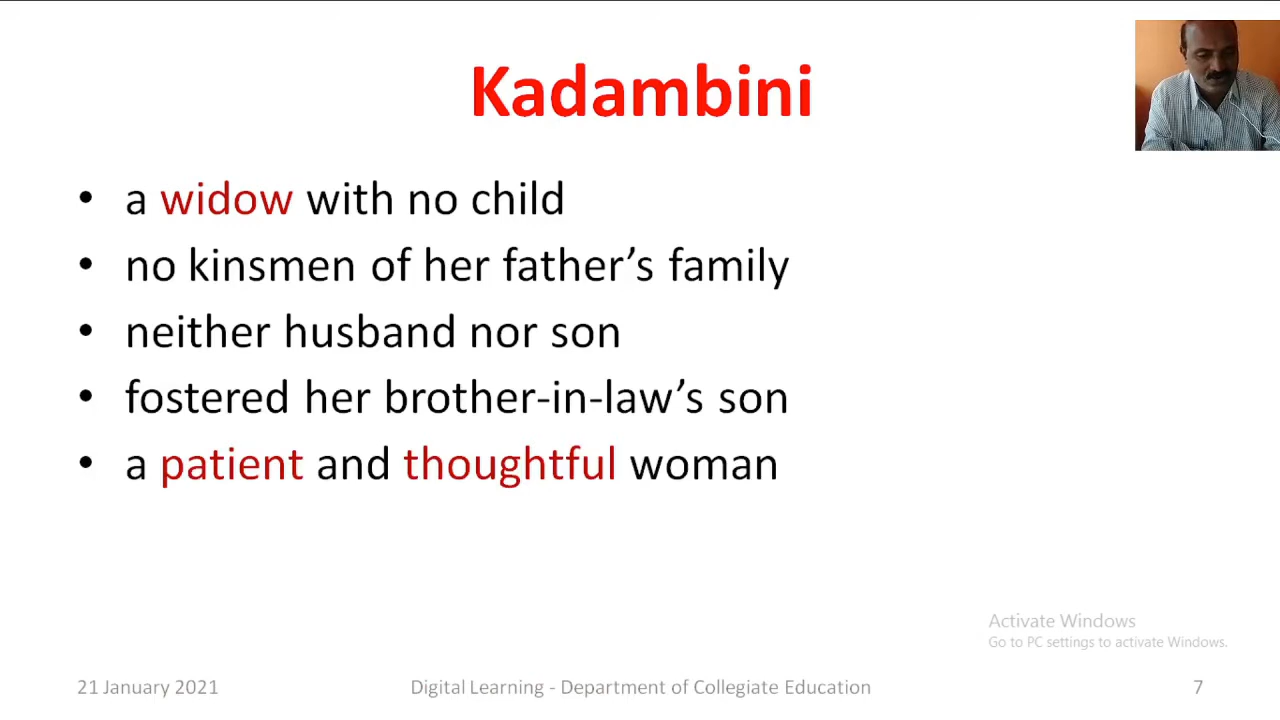 Kadambini
• a widow with no child
• no kinsmen of her father’s family
• neither husband nor son
• fostered her brother-in-law’s son
• a patient and thoughtful woman
Activate Windows
Go to PC settings to activate Windows.
21 January 2021
Digital Learning - Department of Collegiate Education
7